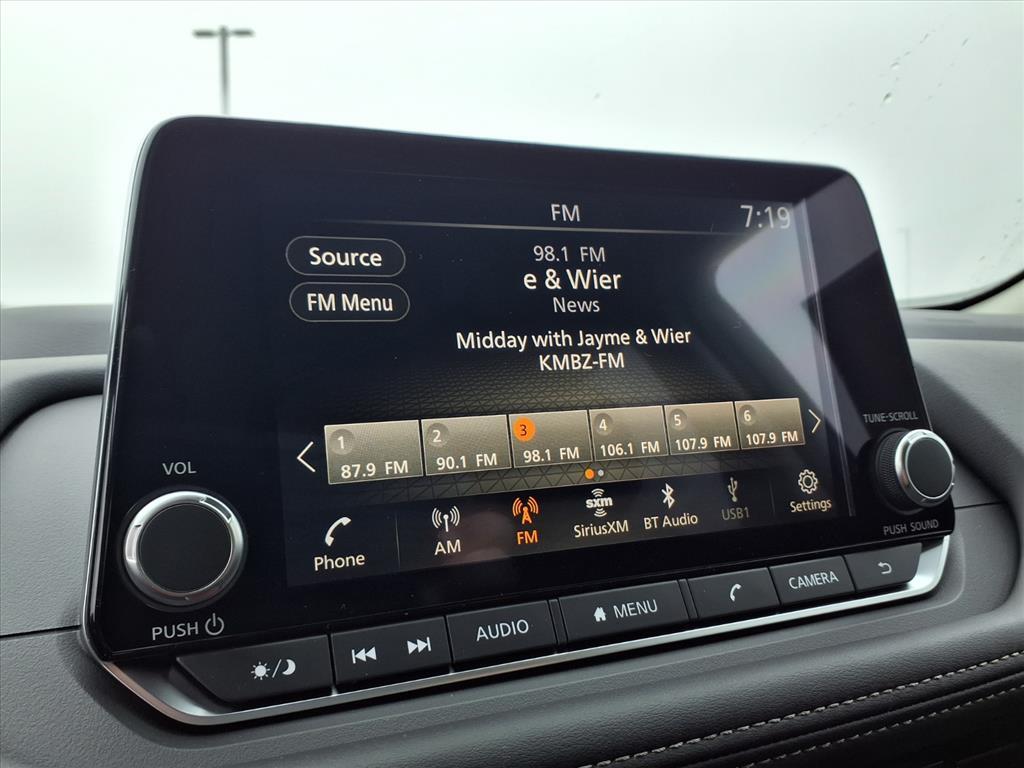 FM
7:19
Source
98.1 FM
e & Wier
FM Menu
News
Midday with Jayme & Wier
KMBZ-FM
1
87.9 FM
2
90.1 FM
3
98.1 FM
4
106.1 FM
5
107.9 FM
6
107.9 FM
Phone
AM
FM
sxm
SiriusXM
BT Audio
USB1
Settings
VOL
PUSH
TUNE-SCROLL
PUSH SOUND
AUDIO
MENU
CAMERA